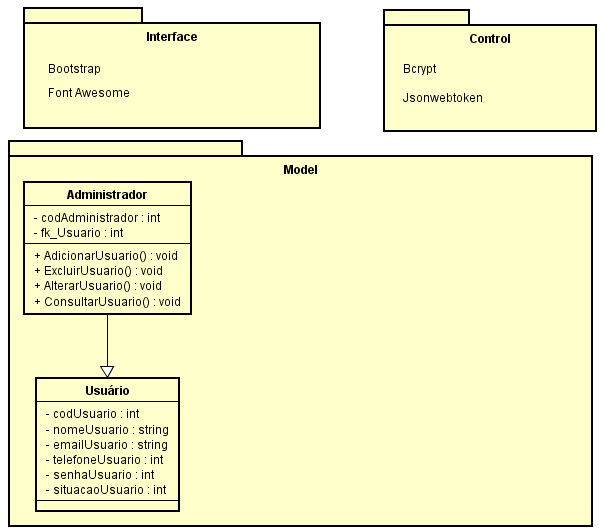 Interface
Bootstrap
Font Awesome
Control
Bcrypt
Jsonwebtoken
Model
Administrador
- codAdministrador : int
- fk_Usuario : int
+ AdicionarUsuario() : void
+ ExcluirUsuario() : void
+ AlterarUsuario() : void
+ ConsultarUsuario() : void
Usuário
- codUsuario : int
- nomeUsuario : string
- emailUsuario : string
- telefoneUsuario : int
- senhaUsuario : int
- situacaoUsuario : int